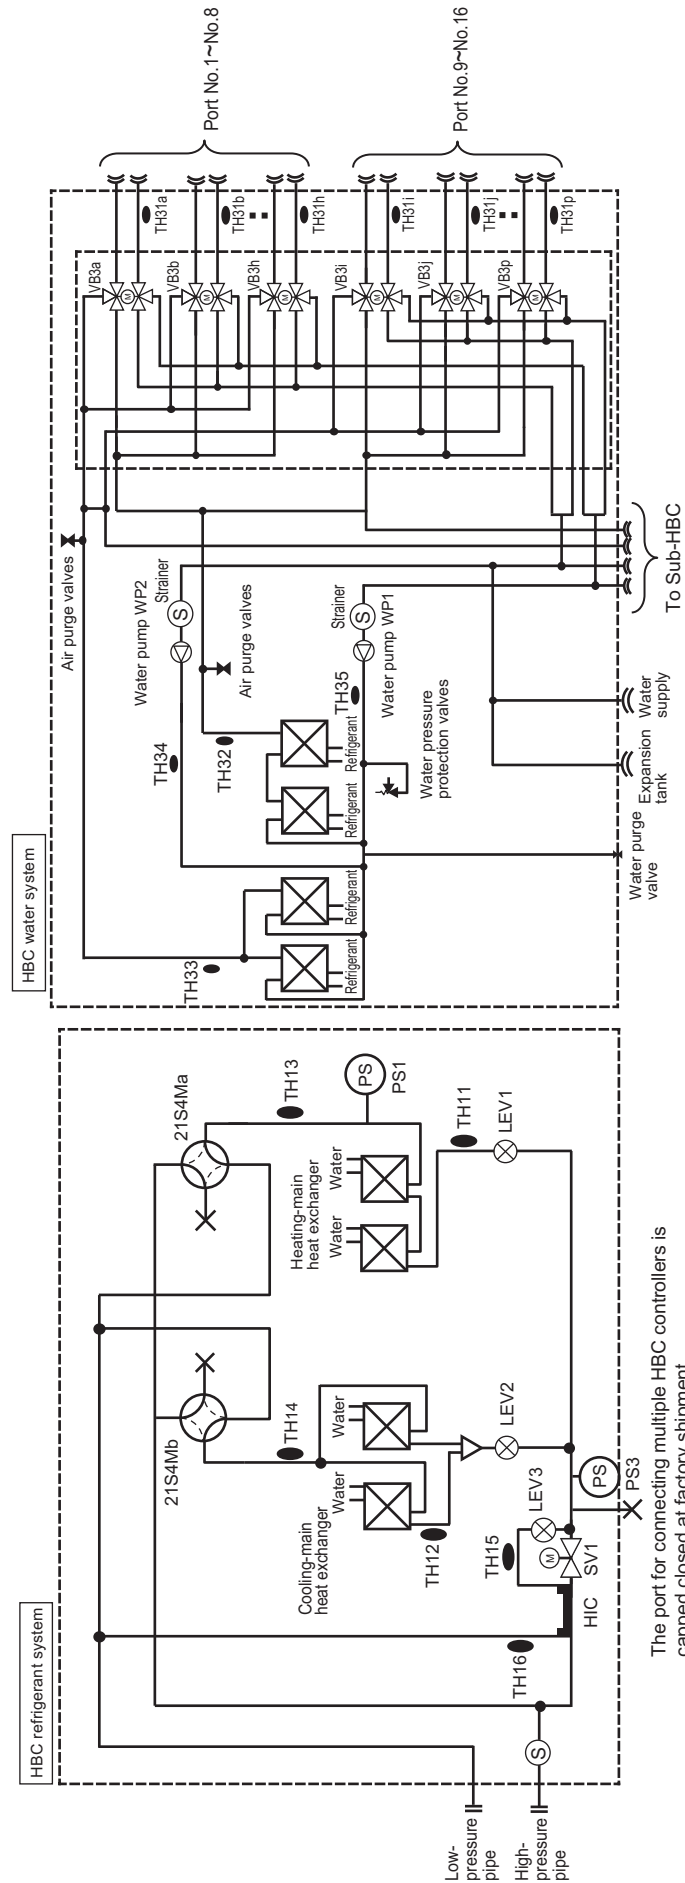 HBC refrigerant system
21S4Mb
21S4Ma
TH14
TH13
PS
PS1
Cooling-main
heat exchanger
Water
Water
Heating-main
heat exchanger
Water
Water
TH12
TH11
LEV2
LEV1
TH16
TH15
LEV3
M
HIC
SV1
PS
PS3
S
Low-
pressure
pipe
High-
pressure
pipe
The port for connecting multiple HBC controllers is
capped closed at factory shipment
HBC water system
Air purge valves
TH33
TH34
Water pump WP2
Strainer
S
TH32
Air purge valves
Refrigerant
Refrigerant
Refrigerant
Refrigerant
TH35
Water pump WP1
Strainer
S
Water pressure
protection valves
Water purge
valve
Expansion
tank
Water
supply
To Sub-HBC
VB3a
M
VB3b
M
VB3h
M
VB3i
M
VB3j
M
VB3p
M
TH31a
TH31b
TH31h
TH31i
TH31j
TH31p
Port No.1~No.8
Port No.9~No.16